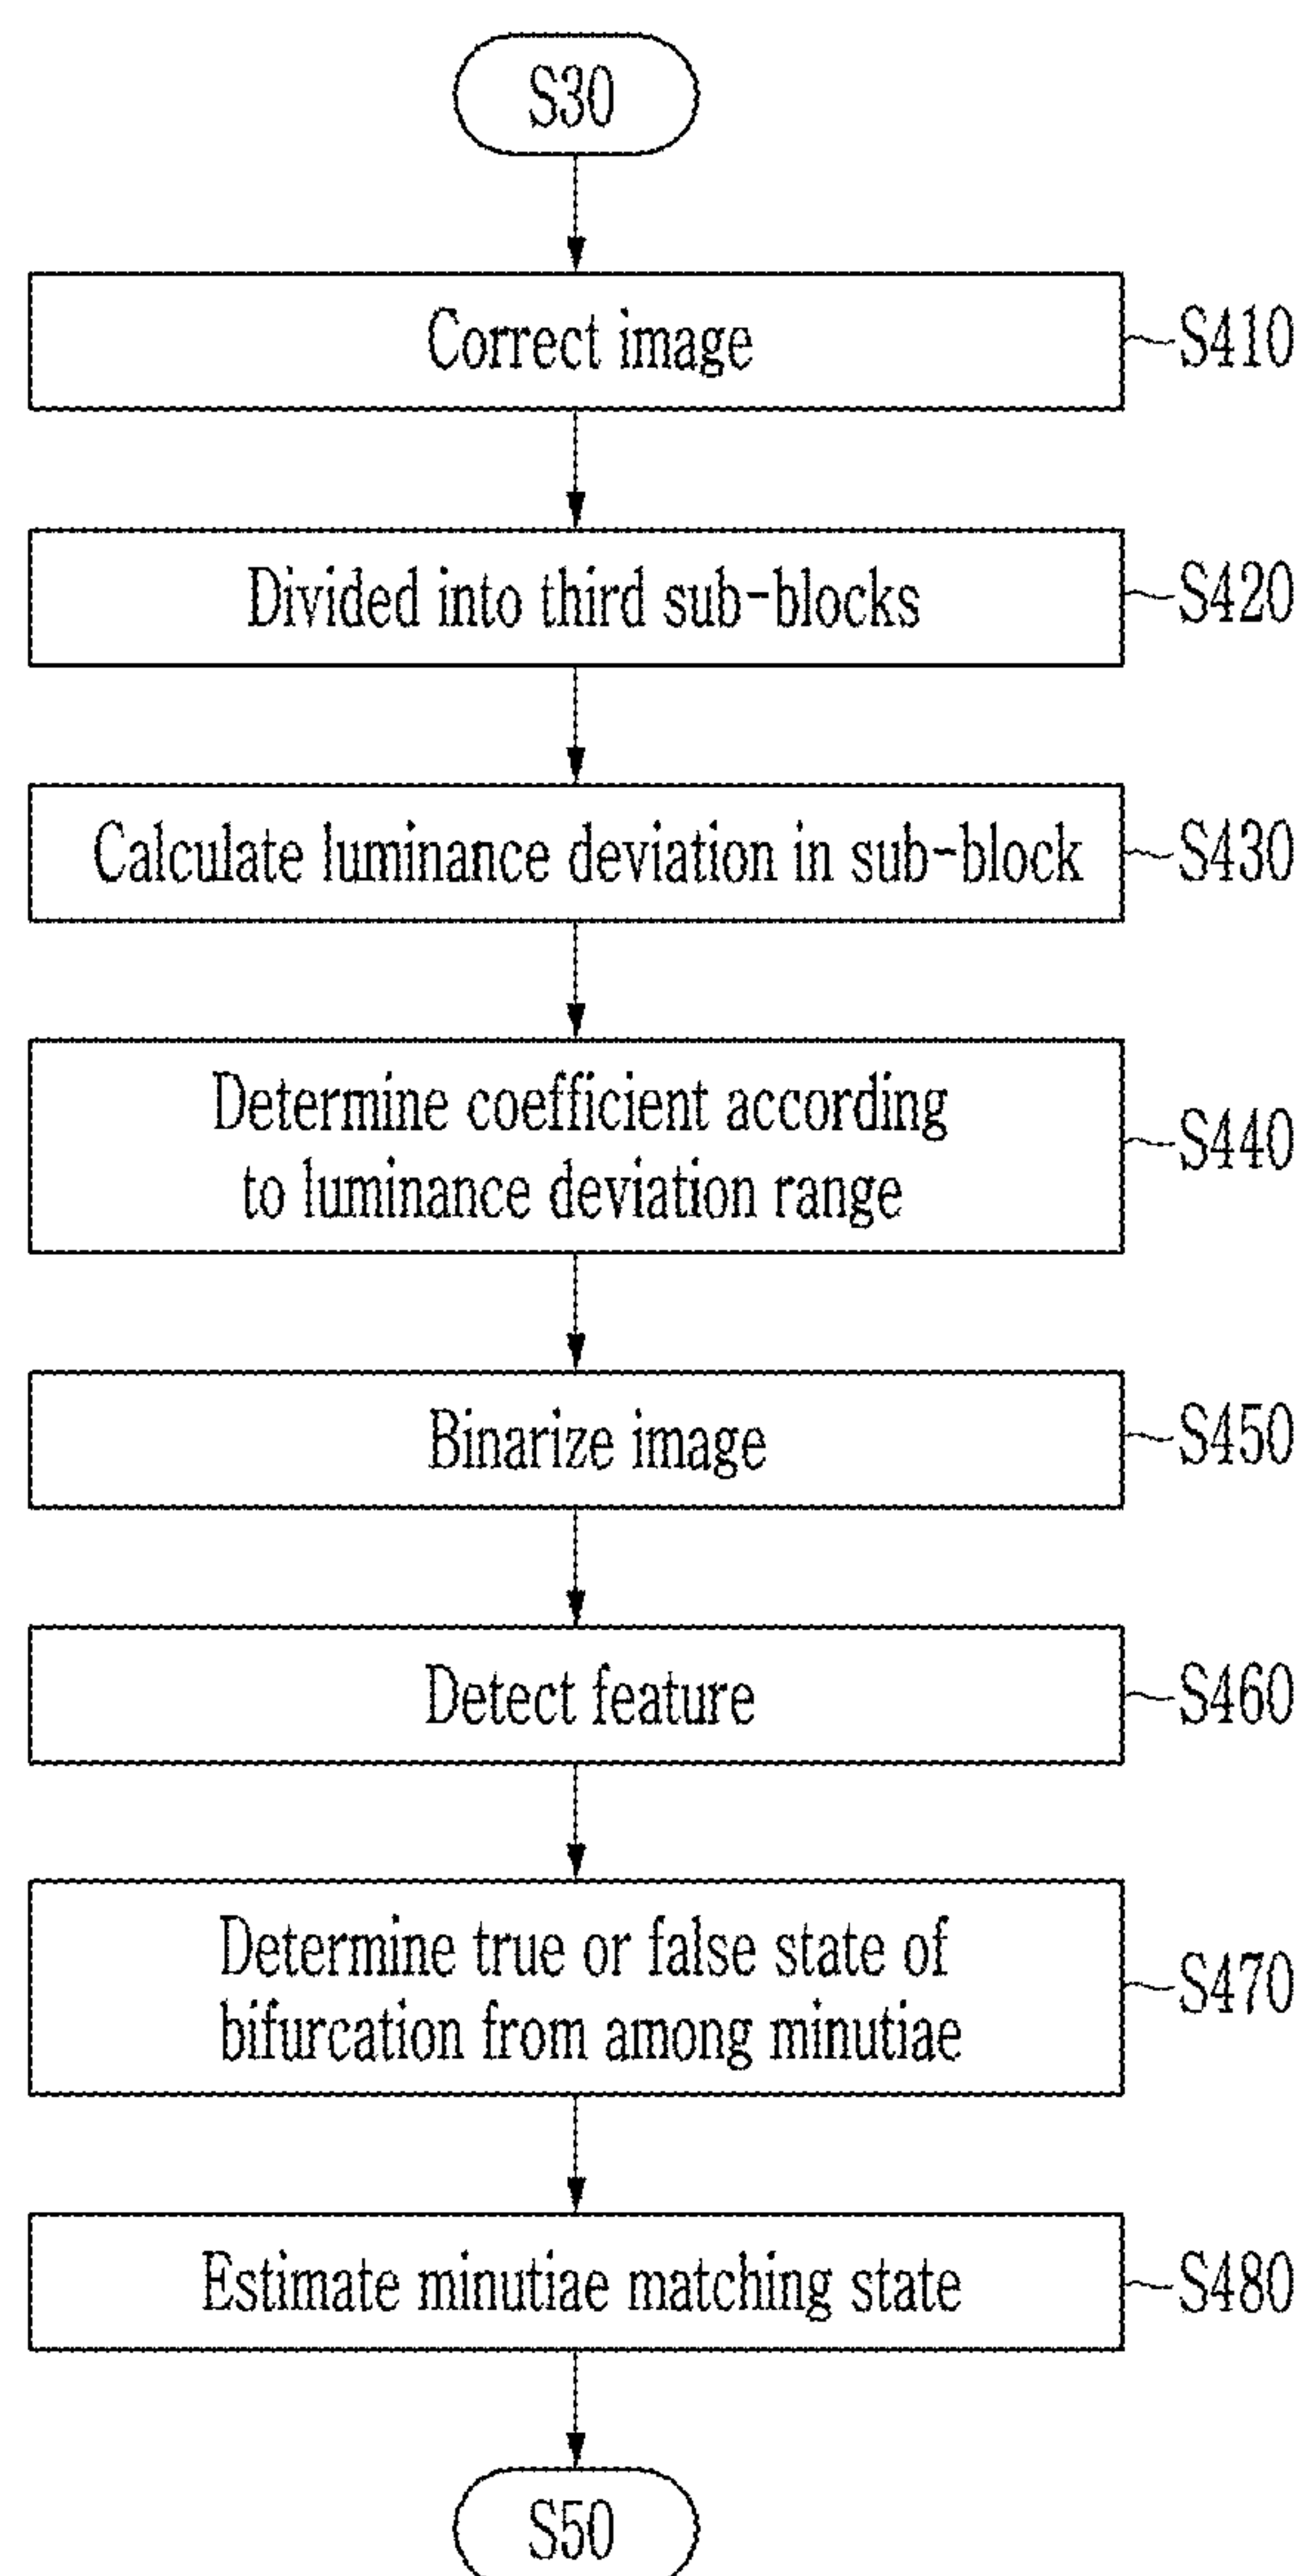 S30
Correct image
S410
Divided into third sub-blocks
S420
Calculate luminance deviation in sub-block
S430
Determine coefficient according
to luminance deviation range
S440
Binarize image
S450
Detect feature
S460
Determine true or false state of
bifurcation from among minutiae
S470
Estimate minutiae matching state
S480
S50